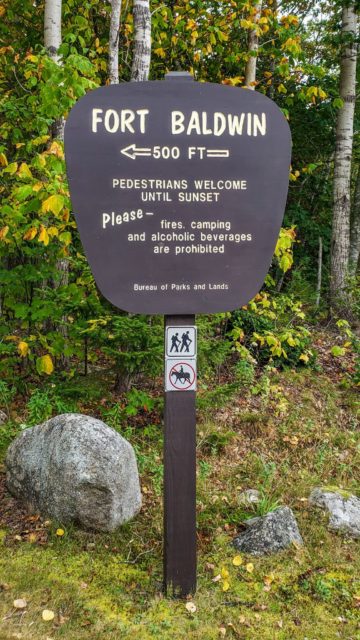 FORT BALDWIN
500 FT
PEDESTRIANS WELCOME
UNTIL SUNSET
Please—
fires, camping
and alcoholic beverages
are prohibited
Bureau of Parks and Lands